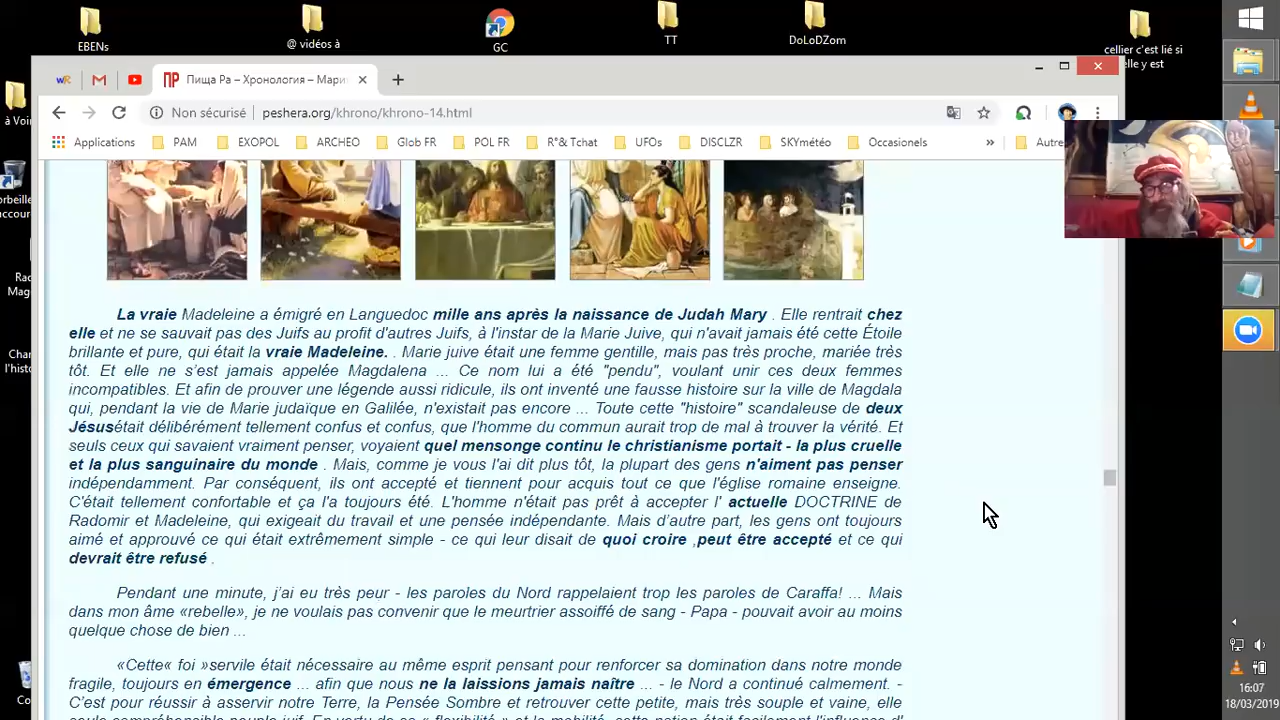 EBENs
@ vidéos à
GC
TT
DoLoDZom
cellier c'est lié si
elle y est
Пища Ра – Хронология – Мари
Non sécurisé
peshera.org/khrono/khrono-14.html
Applications
PAM
EXOPOL
ARCHEO
Glob FR
POL FR
R°& Tchat
UFOs
DISCLZR
SKYmétéo
Occasionels
»
Autre
à Voir
La vraie Madeleine a émigré en Languedoc mille ans après la naissance de Judah Mary . Elle rentrait chez
elle et ne se sauvait pas des Juifs au profit d'autres Juifs, à l'instar de la Marie Juive, qui n'avait jamais été cette Étoile
brillante et pure, qui était la vraie Madeleine. . Marie juive était une femme gentille, mais pas très proche, mariée très
tôt. Et elle ne s'est jamais appelée Magdalena ... Ce nom lui a été "pendu", voulant unir ces deux femmes
incompatibles. Et afin de prouver une légende aussi ridicule, ils ont inventé une fausse histoire sur la ville de Magdala
qui, pendant la vie de Marie judaïque en Galilée, n'existait pas encore ... Toute cette "histoire" scandaleuse de deux
Jésusétait délibérément tellement confus et confus, que l'homme du commun aurait trop de mal à trouver la vérité. Et
seuls ceux qui savaient vraiment penser, voyaient quel mensonge continu le christianisme portait - la plus cruelle
et la plus sanguinaire du monde . Mais, comme je vous l'ai dit plus tôt, la plupart des gens n'aiment pas penser
indépendamment. Par conséquent, ils ont accepté et tiennent pour acquis tout ce que l'église romaine enseigne.
C'était tellement confortable et ça l'a toujours été. L'homme n'était pas prêt à accepter l' actuelle DOCTRINE de
Radomir et Madeleine, qui exigeait du travail et une pensée indépendante. Mais d'autre part, les gens ont toujours
aimé et approuvé ce qui était extrêmement simple - ce qui leur disait de quoi croire ,peut être accepté et ce qui
devrait être refusé .
Pendant une minute, j'ai eu très peur - les paroles du Nord rappelaient trop les paroles de Caraffa! ... Mais
dans mon âme «rebelle», je ne voulais pas convenir que le meurtrier assoiffé de sang - Papa - pouvait avoir au moins
quelque chose de bien ...
«Cette« foi »servile était nécessaire au même esprit pensant pour renforcer sa domination dans notre monde
fragile, toujours en émergence ... afin que nous ne la laissions jamais naître ... - le Nord a continué calmement. -
C'est pour réussir à asservir notre Terre, la Pensée Sombre et retrouver cette petite, mais très souple et vaine, elle
16:07
18/03/2019